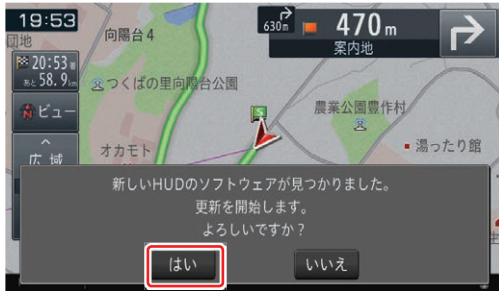 19:53
団地
向陽台4
630m
470m
案内地
20:53
あと58.9km
つくばの里向陽台公園
ビュー
農業公園豊作村
オカモト
湯ったり館
広域
新しいHUDのソフトウェアが見つかりました。
更新を開始します。
よろしいですか？
はい
いいえ